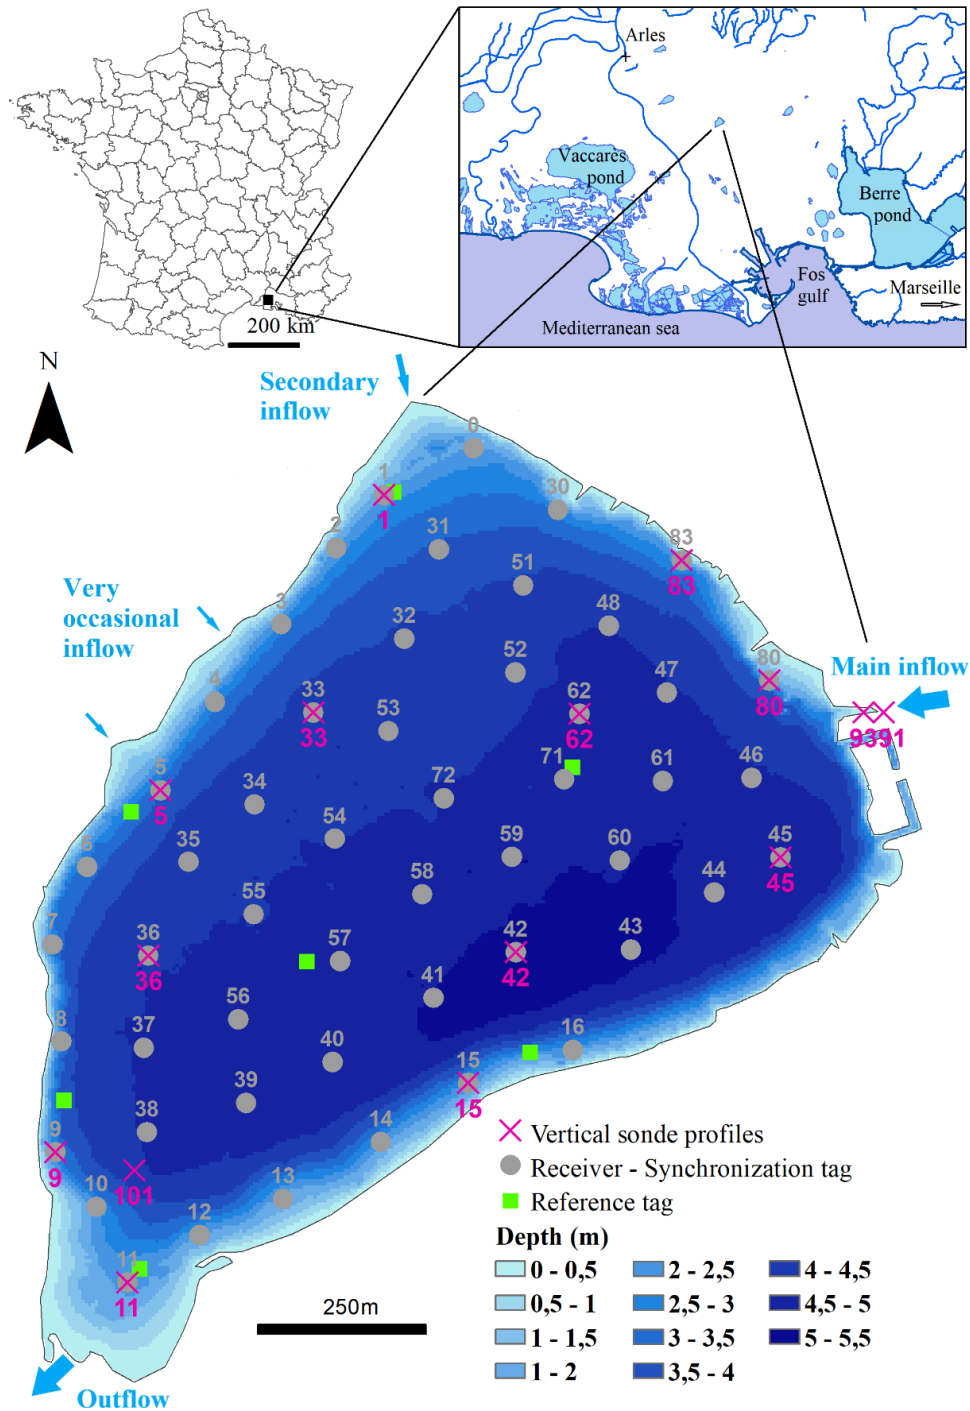 Arles
Vaccarès
pond
Berre
pond
Fos
gulf
Marseille
Mediterranean sea
200 km
N
Secondary
inflow
0
1
1
30
2
31
83
83
51
3
Very
occasional
inflow
32
48
52
80
80
Main inflow
4
33
33
53
62
62
47
9391
5
5
34
72
71
61
46
6
35
54
59
60
45
45
58
44
7
36
36
55
57
42
42
43
41
8
37
56
40
16
39
15
15
38
14
9
9
101
10
13
12
11
11
Vertical sonde profiles
Receiver - Synchronization tag
Reference tag
Depth (m)
0 - 0,5
0,5 - 1
1 - 1,5
1 - 2
2 - 2,5
2,5 - 3
3 - 3,5
3,5 - 4
4 - 4,5
4,5 - 5
5 - 5,5
250m
Outflow